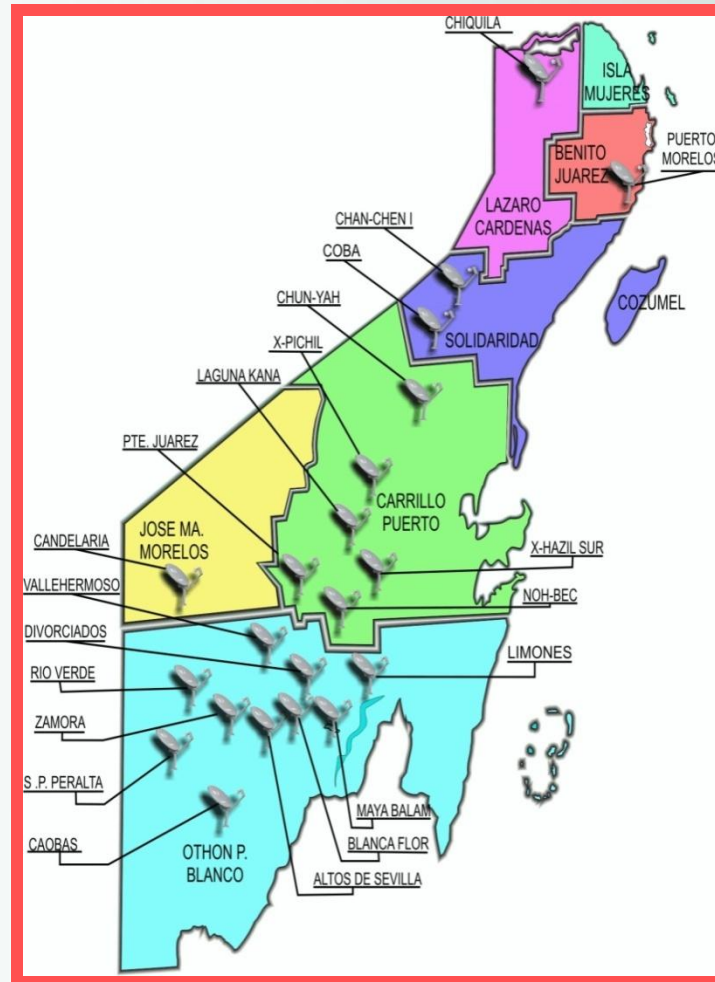 CHIQUILA
ISLA
MUJERES
BENITO
JUAREZ
PUERTO
MORELOS
LAZARO
CARDENAS
CHAN-CHEN I
COBA
CHUN-YAH
COZUMEL
SOLIDARIDAD
X-PICHIL
LAGUNA KANA
PTE. JUAREZ
CARRILLO
PUERTO
JOSE MA.
MORELOS
CANDELARIA
X-HAZIL SUR
VALLEHERMOSO
NOH-BEC
DIVORCIADOS
LIMONES
RIO VERDE
ZAMORA
S .P. PERALTA
MAYA BALAM
CAOBAS
BLANCA FLOR
OTHON P.
BLANCO
ALTOS DE SEVILLA